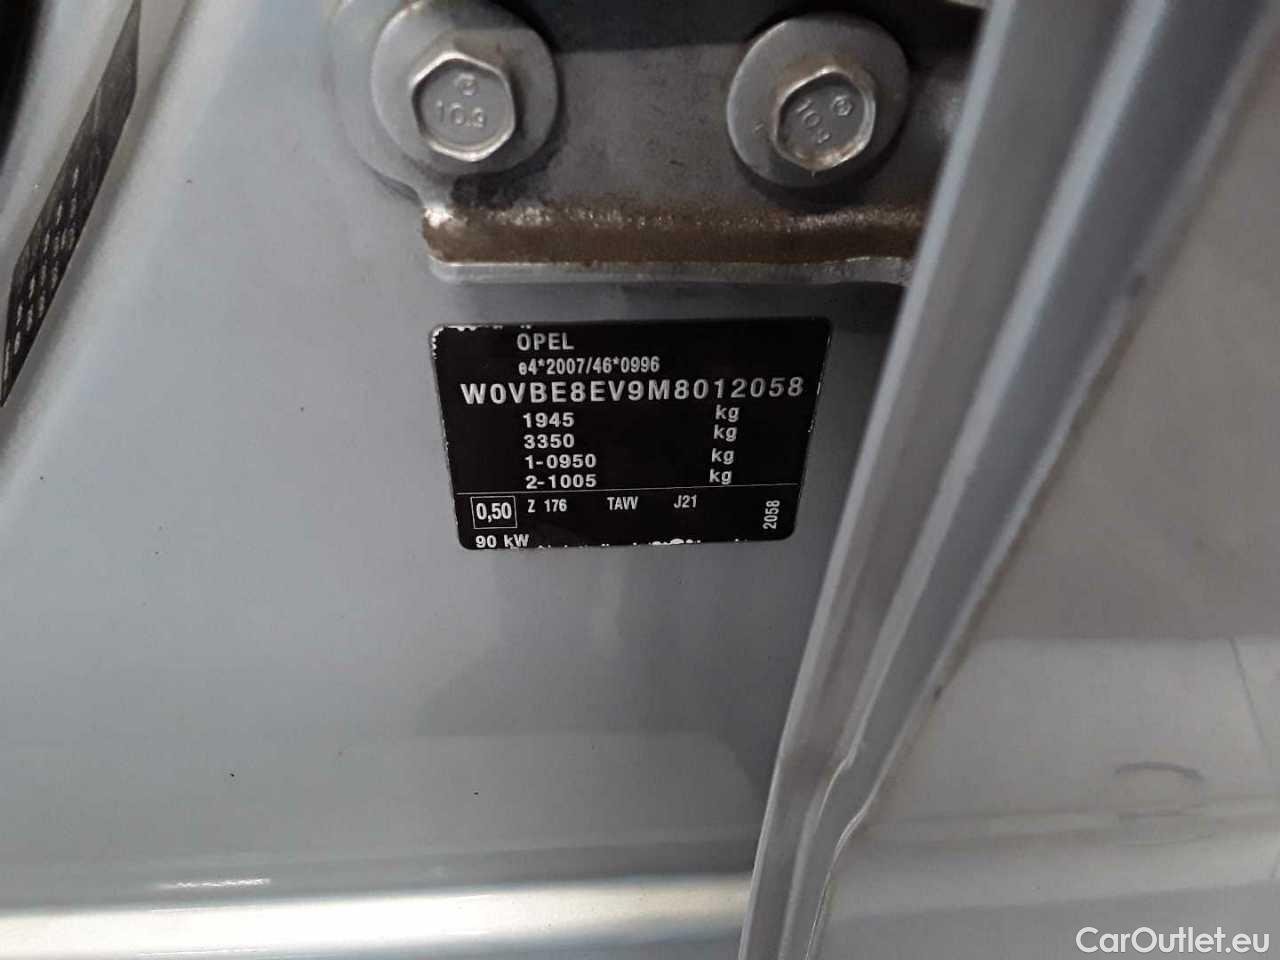 10.9
10.9
OPEL
e4*2007/46*0996
W0VBE8EV9M8012058
1945 kg
3350 kg
1-0950 kg
2-1005 kg
0,50 Z 176 TAVV J21
2058
90 kW
CarOutlet.eu